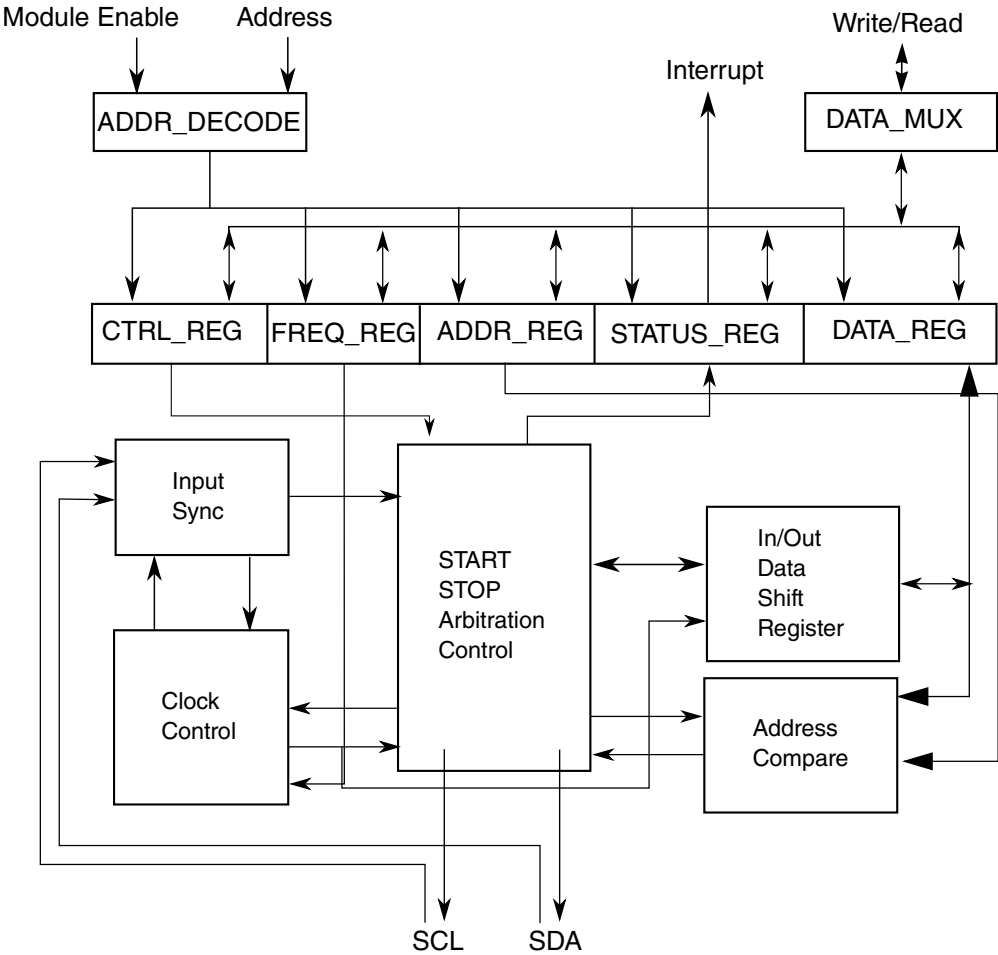 Module Enable
Address
Write/Read
Interrupt
ADDR_DECODE
DATA_MUX
CTRL_REG
FREQ_REG
ADDR_REG
STATUS_REG
DATA_REG
Input
Sync
START
STOP
Arbitration
Control
In/Out
Data
Shift
Register
Clock
Control
Address
Compare
SCL
SDA